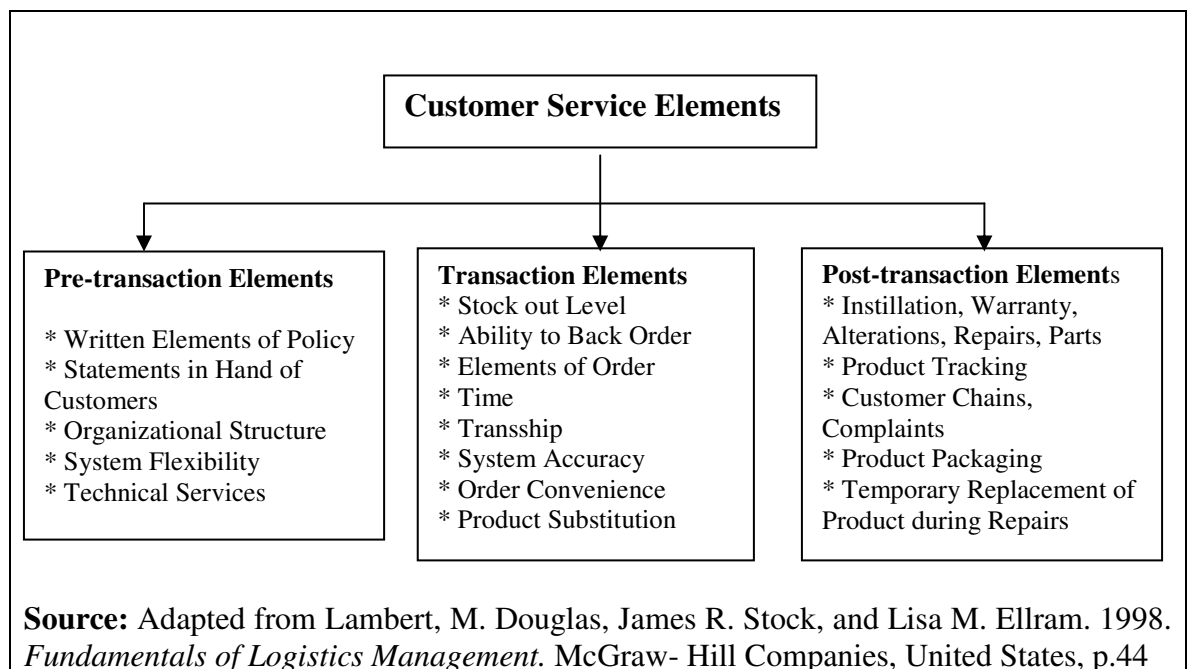 Customer Service Elements
Pre-transaction Elements
* Written Elements of Policy
* Statements in Hand of
Customers
* Organizational Structure
* System Flexibility
* Technical Services
Transaction Elements
* Stock out Level
* Ability to Back Order
* Elements of Order
* Time
* Transship
* System Accuracy
* Order Convenience
* Product Substitution
Post-transaction Elements
* Instillation, Warranty,
Alterations, Repairs, Parts
* Product Tracking
* Customer Chains,
Complaints
* Product Packaging
* Temporary Replacement of
Product during Repairs
Source: Adapted from Lambert, M. Douglas, James R. Stock, and Lisa M. Ellram. 1998.
Fundamentals of Logistics Management. McGraw- Hill Companies, United States, p.44